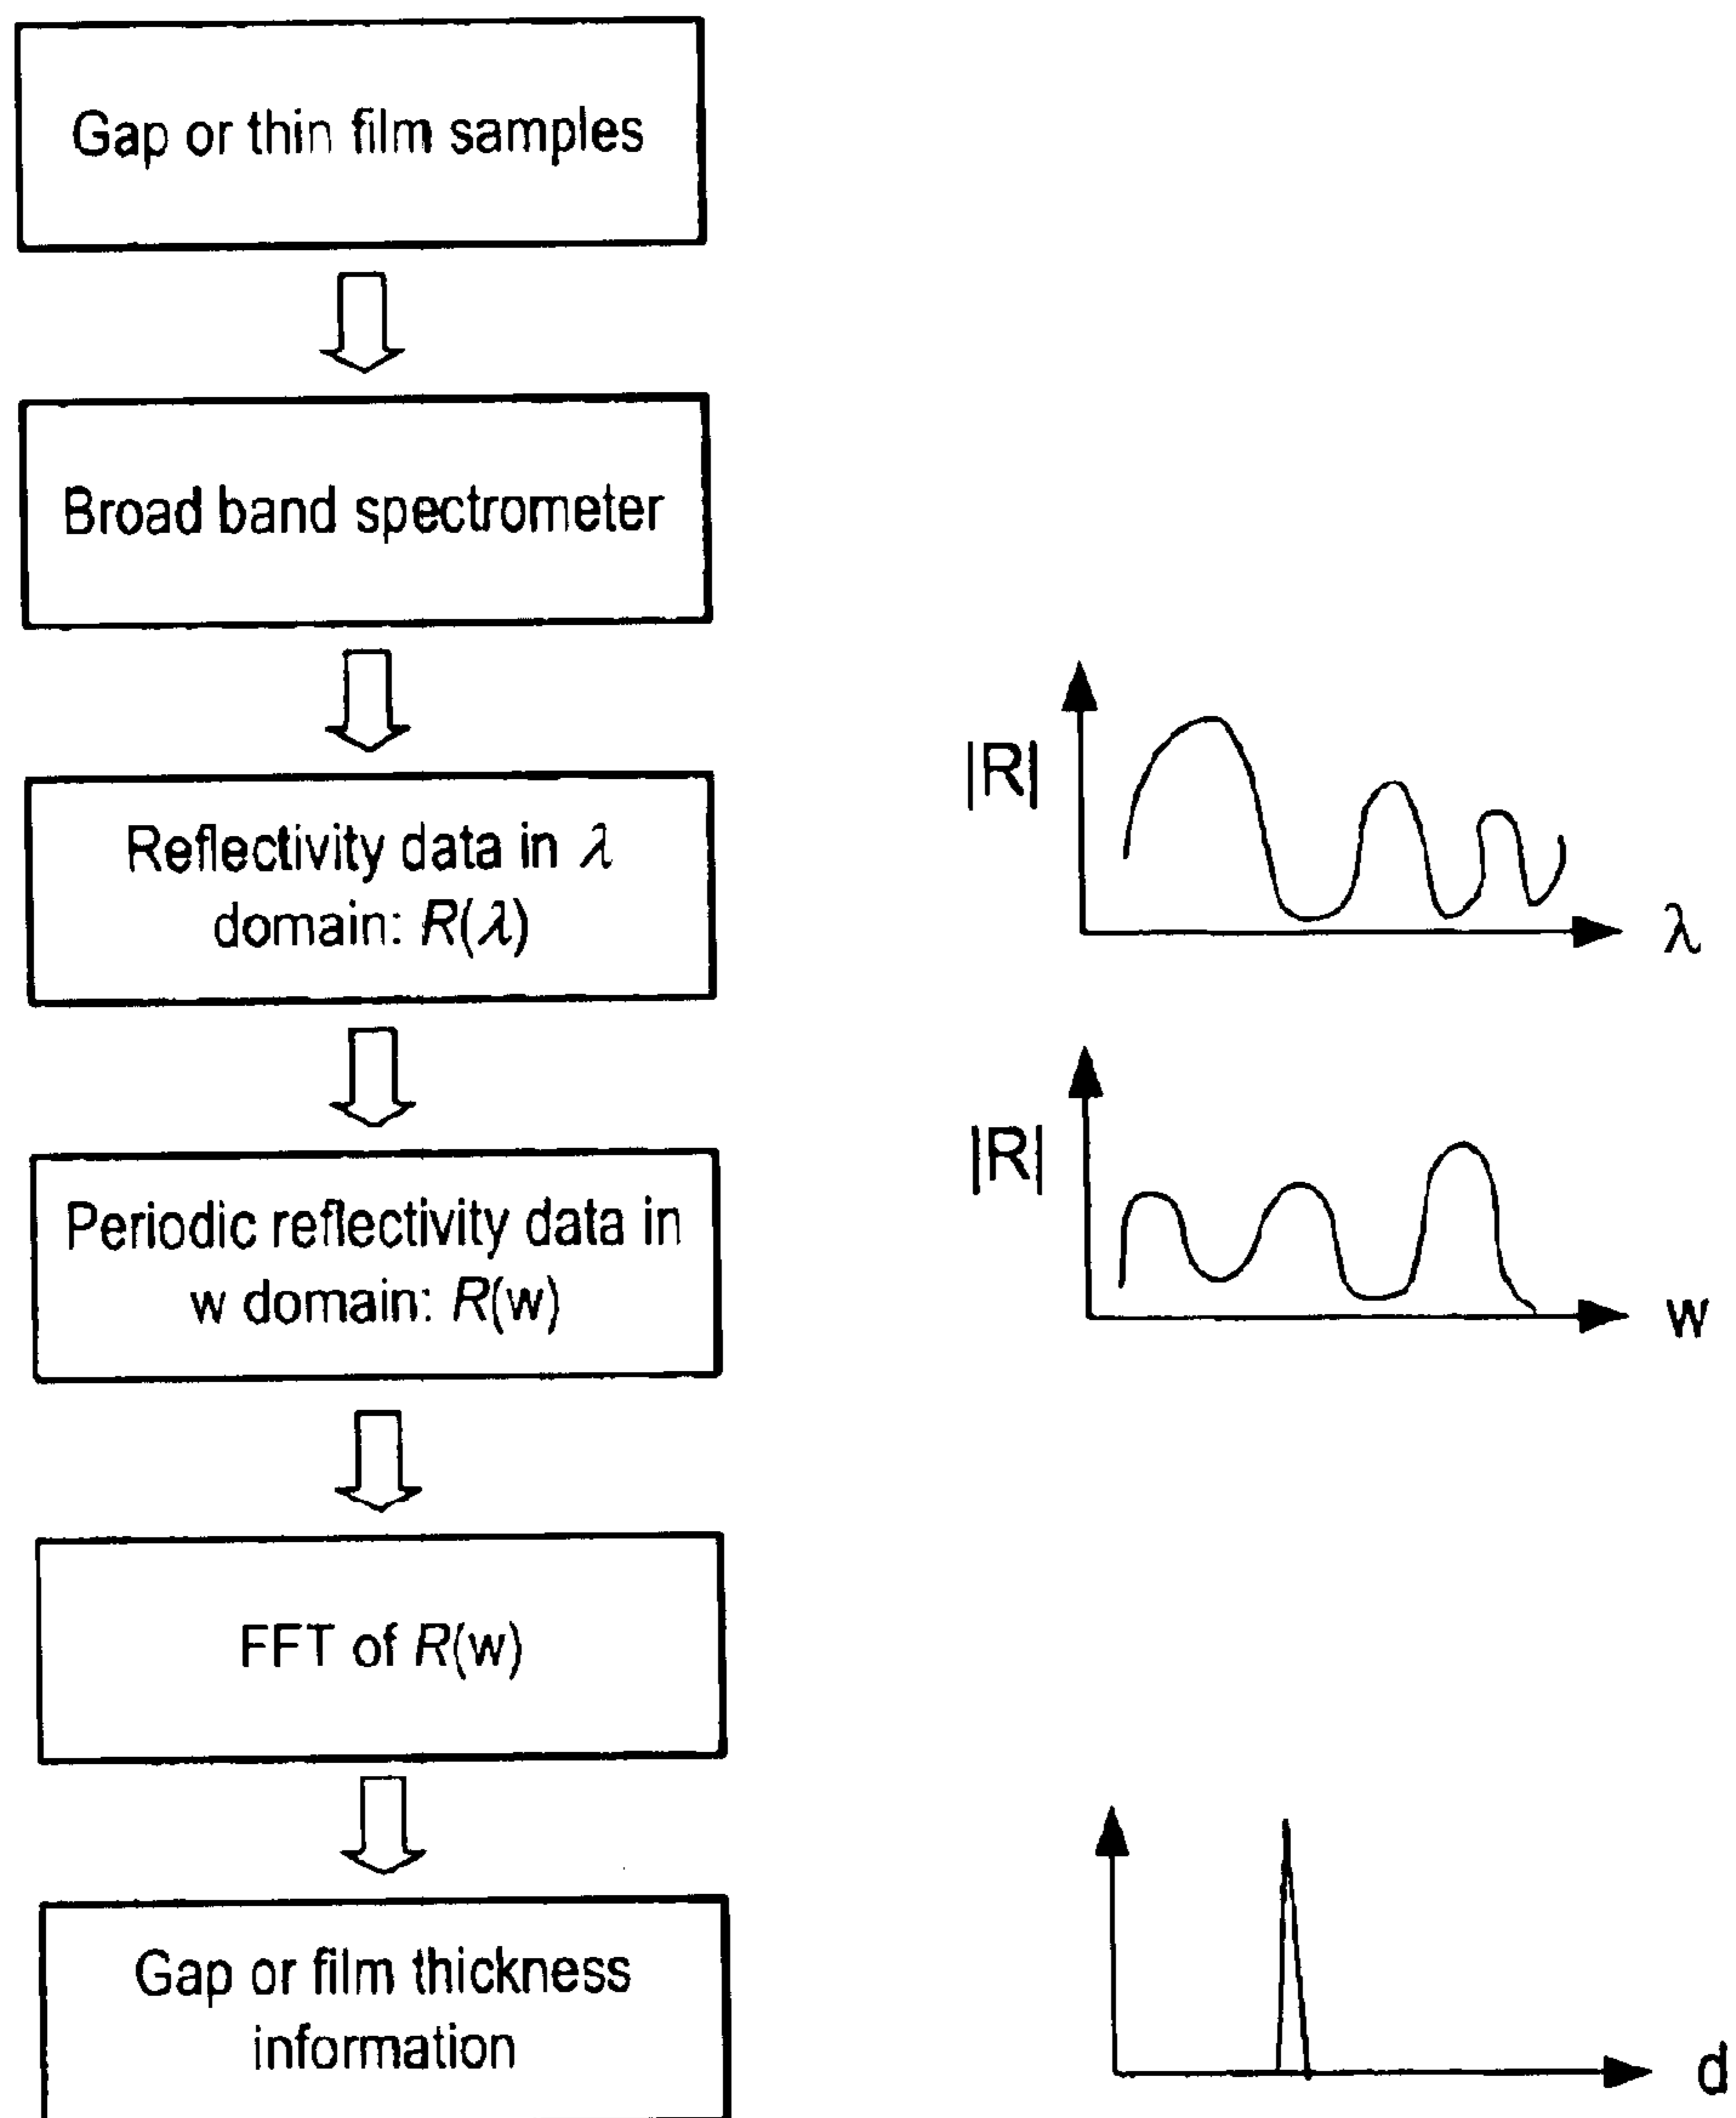 Gap or thin film samples
Broad band spectrometer
Reflectivity data in λ
domain: R(λ)
|R|
λ
Periodic reflectivity data in
w domain: R(w)
|R|
w
FFT of R(w)
Gap or film thickness
information
d